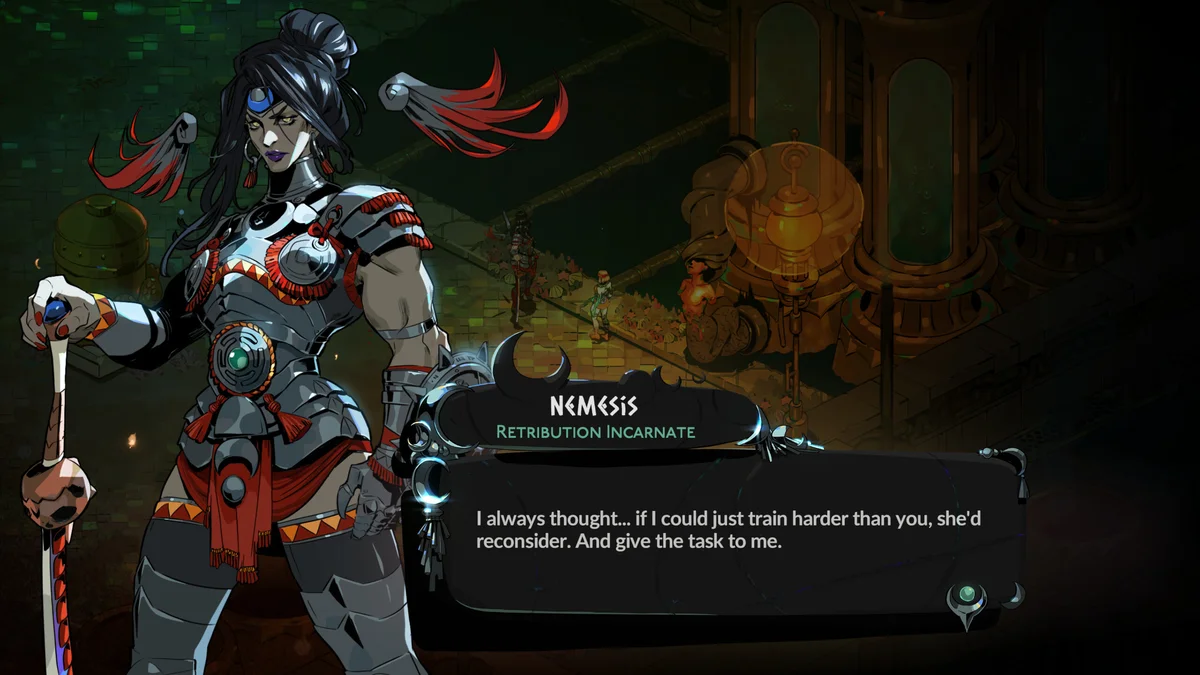 NEMESIS
RETRIBUTION INCARNATE
I always thought... if I could just train harder than you, she'd
reconsider. And give the task to me.